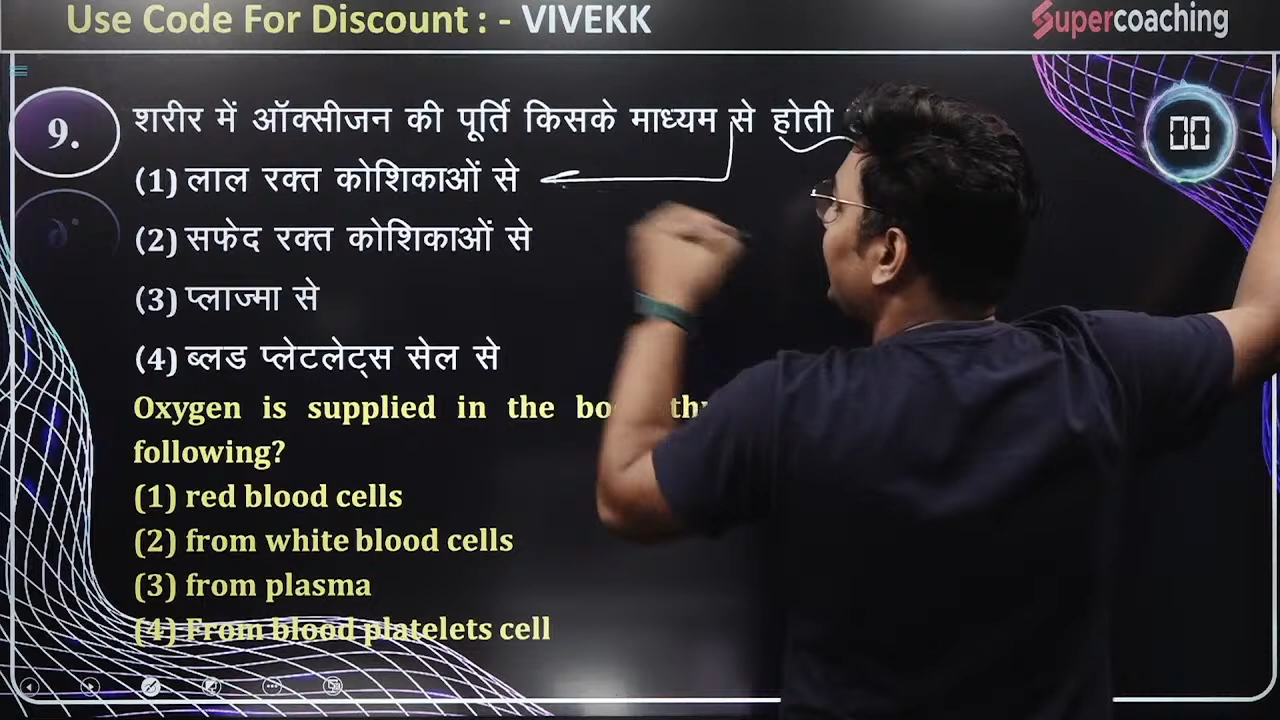 Use Code For Discount : - VIVEKK
Supercoaching
9.
शरीर में ऑक्सीजन की पूर्ति किसके माध्यम से होती
00
(1) लाल रक्त कोशिकाओं से
(2) सफेद रक्त कोशिकाओं से
(3) प्लाज्मा से
(4) ब्लड प्लेटलेट्स सेल से
Oxygen is supplied in the
following?
(1) red blood cells
(2) from white blood cells
(3) from plasma
(4) From blood platelets cell